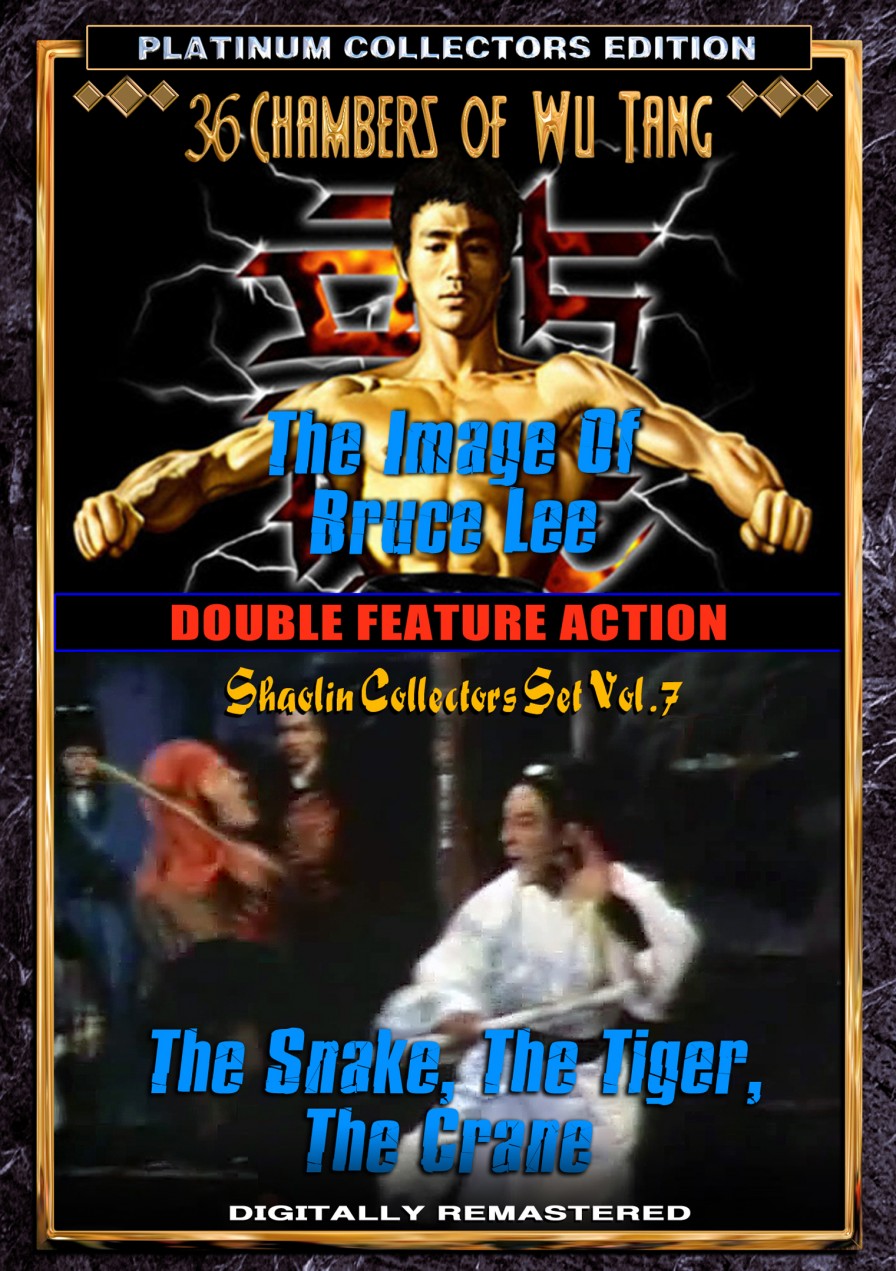 PLATINUM COLLECTORS EDITION
36 CHAMBERS OF WU TANG
The Image Of
Bruce Lee
DOUBLE FEATURE ACTION
Shaolin Collectors Set Vol.7
The Snake, The Tiger,
The Crane
DIGITALLY REMASTERED